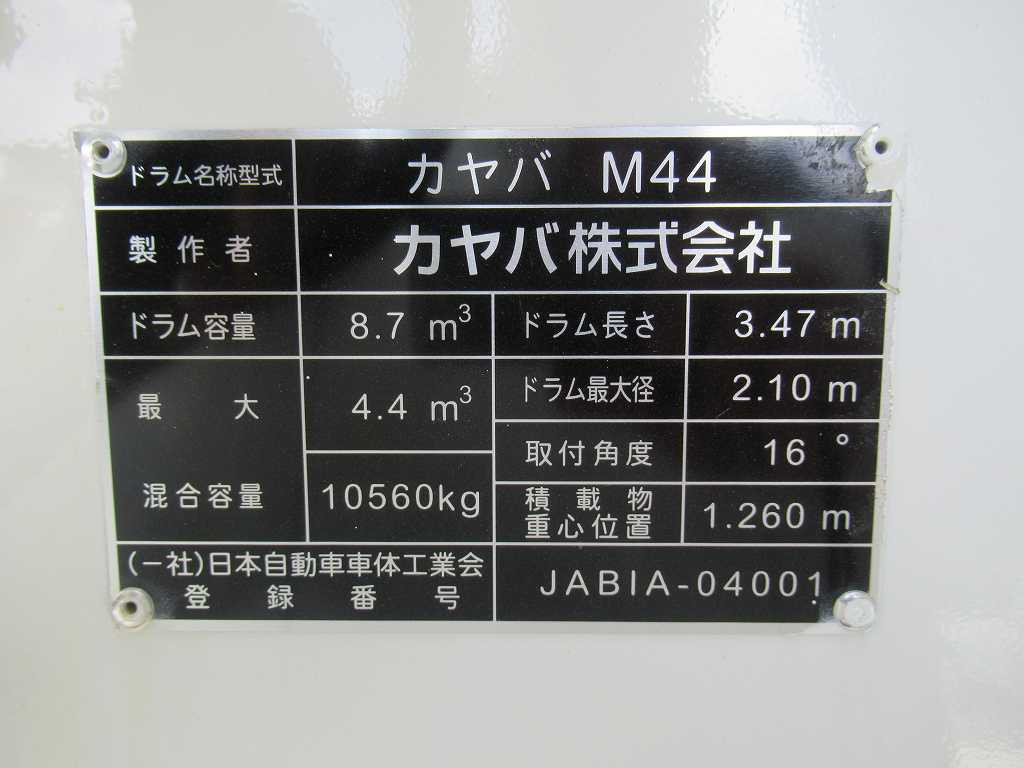 ドラム名称型式 カヤバ M44
製作者 カヤバ株式会社
ドラム容量 8.7 m³ ドラム長さ 3.47 m
最大 4.4 m³ ドラム最大径 2.10 m
取付角度 16°
混合容量 10560kg 積載物 1.260 m
重心位置
(一社)日本自動車車体工業会 JABIA-04001
登録番号